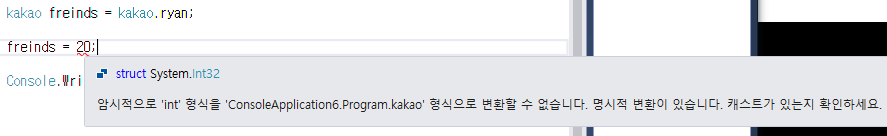 kakao freinds = kakao.ryan;
freinds = 20;
Console.Wri
struct System.Int32
암시적으로 'int' 형식을 'ConsoleApplication6.Program.kakao' 형식으로 변환할 수 없습니다. 명시적 변환이 있습니다. 캐스트가 있는지 확인하세요.